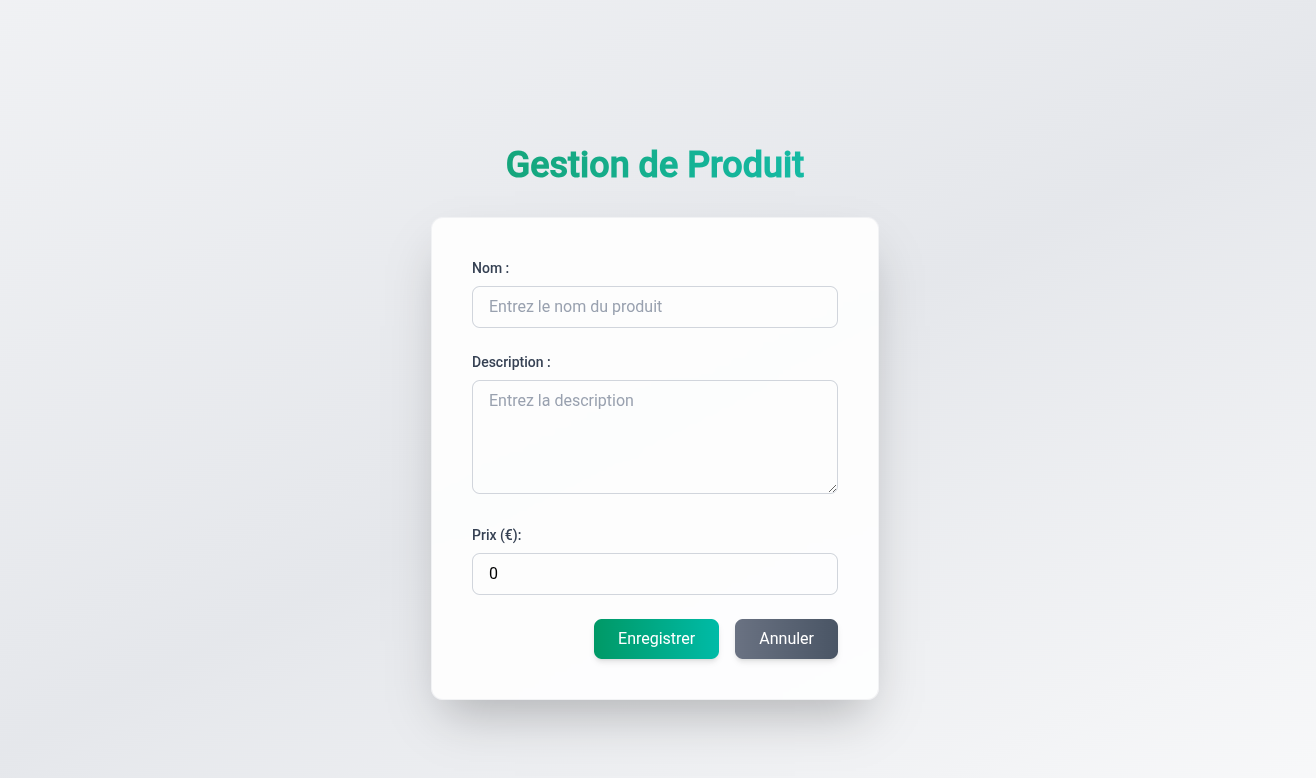 Gestion de Produit
Nom :
Entrez le nom du produit
Description :
Entrez la description
Prix (€):
0
Enregistrer
Annuler